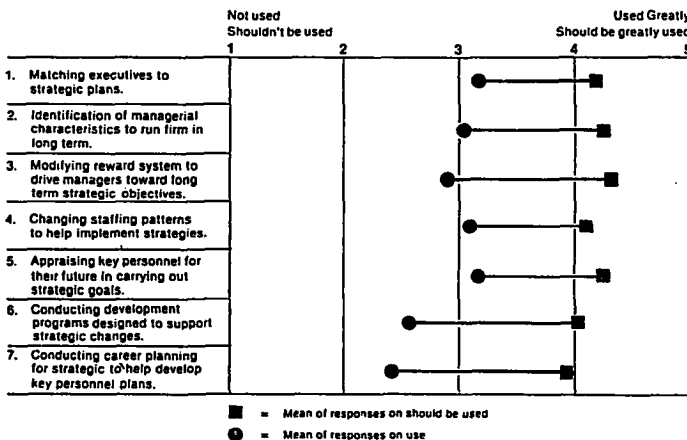 Not used
Shouldn't be used
Used Greatly
Should be greatly used
1 2 3 4 5
1. Matching executives to
strategic plans.
2. Identification of managerial
characteristics to run firm in
long term.
3. Modifying reward system to
drive managers toward long
term strategic objectives.
4. Changing staffing patterns
to help implement strategies.
5. Appraising key personnel for
their future in carrying out
strategic goals.
6. Conducting development
programs designed to support
strategic changes.
7. Conducting career planning
for strategic to help develop
key personnel plans.
= Mean of responses on should be used
= Mean of responses on use